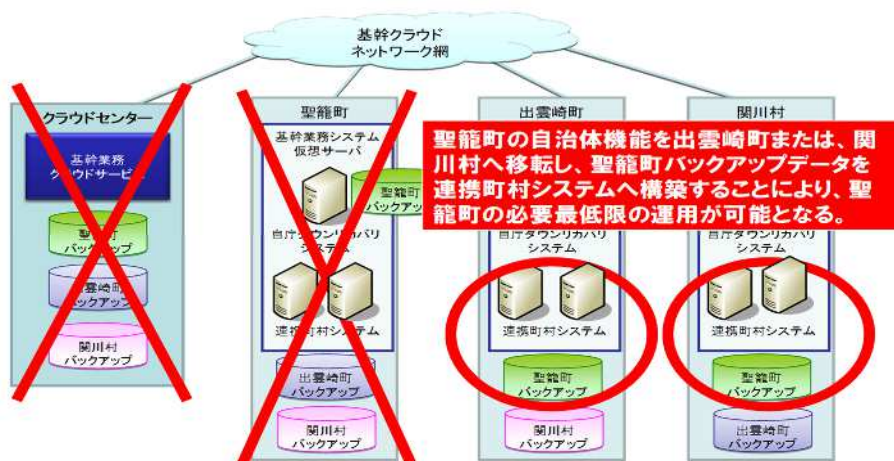 基幹クラウド
ネットワーク網
クラウドセンター
基幹業務
クラウドサービス
聖籠町
バックアップ
出雲崎町
バックアップ
関川村
バックアップ
聖籠町
基幹業務システム
仮想サーバ
聖籠町
バックアップ
自庁ダウンリカバリ
システム
連携町村システム
出雲崎町
バックアップ
関川村
バックアップ
出雲崎町
関川村
聖籠町の自治体機能を出雲崎町または、関
川村へ移転し、聖籠町バックアップデータを
連携町村システムへ構築することにより、聖
籠町の必要最低限の運用が可能となる。
自庁ダウンリカバリ
システム
連携町村システム
聖籠町
バックアップ
関川村
バックアップ
自庁ダウンリカバリ
システム
連携町村システム
聖籠町
バックアップ
出雲崎町
バックアップ